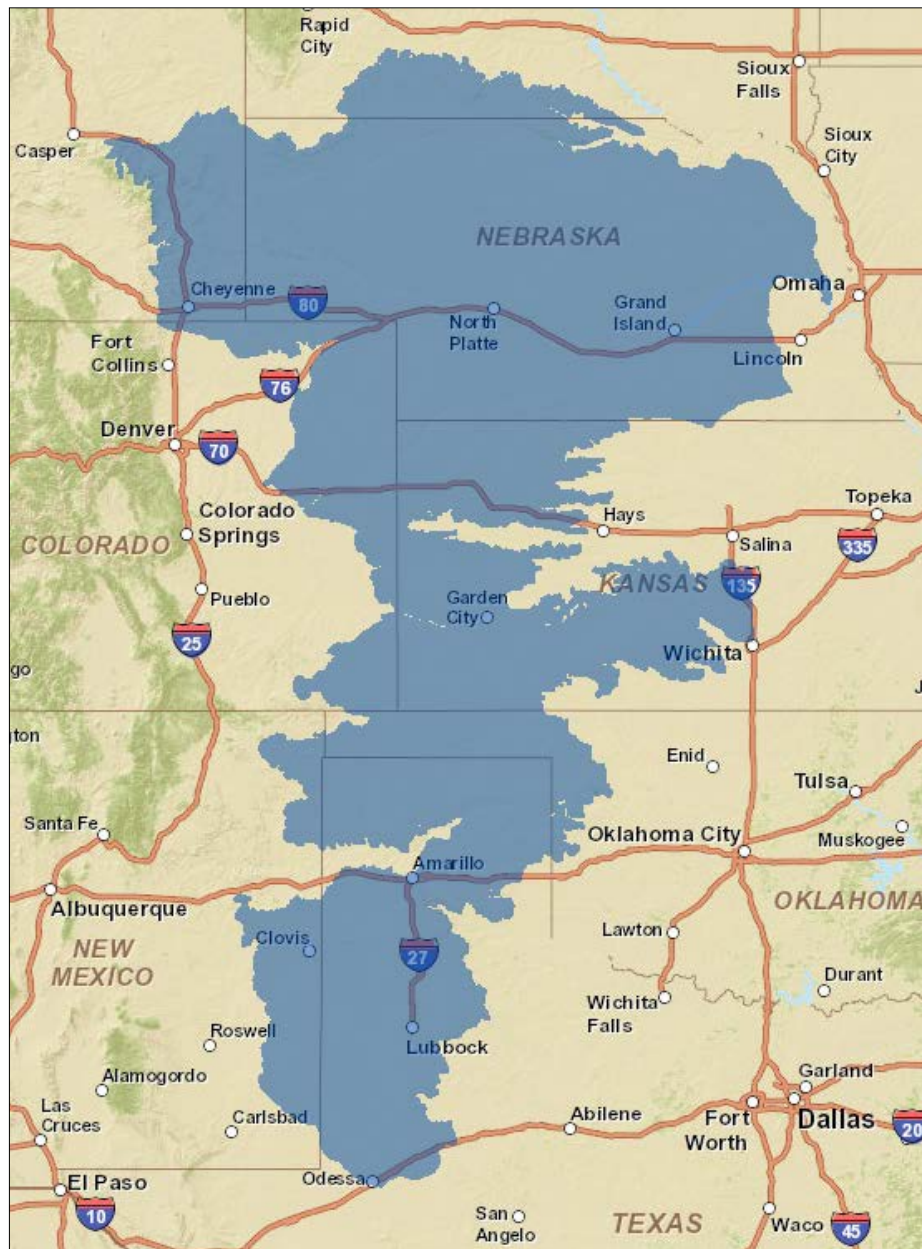 Rapid
City
Sioux
Falls
Casper
Sioux
City
NEBRASKA
Cheyenne
80
Omaha
Grand
Island
North
Platte
Lincoln
Fort
Collins
76
Denver
70
Colorado
Springs
COLORADO
Hays
Topeka
Salina
335
KANSAS
135
Pueblo
Garden
City
25
Wichita
go
J
ton
Enid
Tulsa
Santa Fe
Oklahoma City
Muskogee
Amarillo
Albuquerque
OKLAHOMA
Clovis
NEW
MEXICO
27
Lawton
Durant
Wichita
Falls
Roswell
Lubbock
Alamogordo
Garland
Las
Cruces
Carlsbad
Abilene
Fort
Worth
Dallas
20
Odessa
El Paso
10
San
Angelo
TEXAS
Waco
45